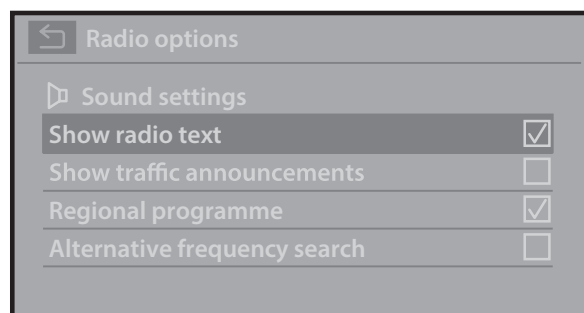 Radio options
Sound settings
Show radio text
Show traffic announcements
Regional programme
Alternative frequency search